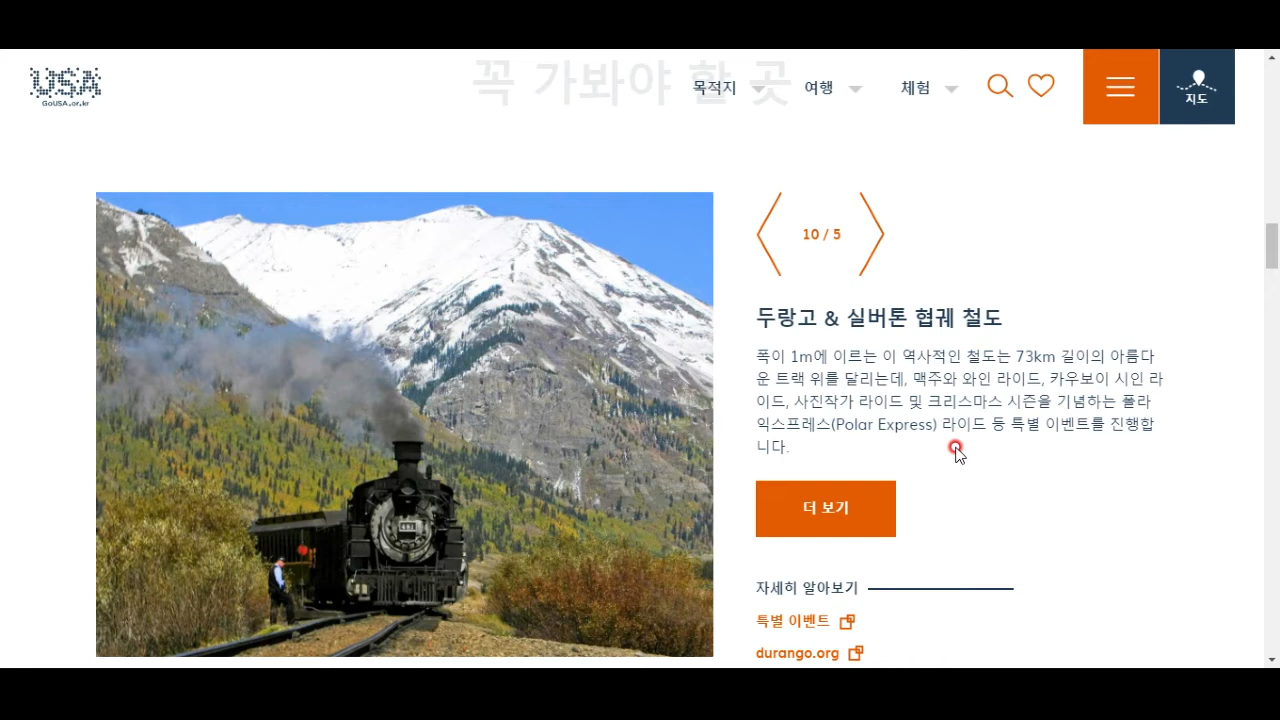 USA
GoUSA.or.kr
꼭 가봐야 할 곳
목적지
여행
체험
지도
10 / 5
두랑고 & 실버톤 협궤 철도
폭이 1m에 이르는 이 역사적인 철도는 73km 길이의 아름다
운 트랙 위를 달리는데, 맥주와 와인 라이드, 카우보이 시인 라
이드, 사진작가 라이드 및 크리스마스 시즌을 기념하는 폴라
익스프레스(Polar Express) 라이드 등 특별 이벤트를 진행합
니다.
더 보기
자세히 알아보기
특별 이벤트
durango.org